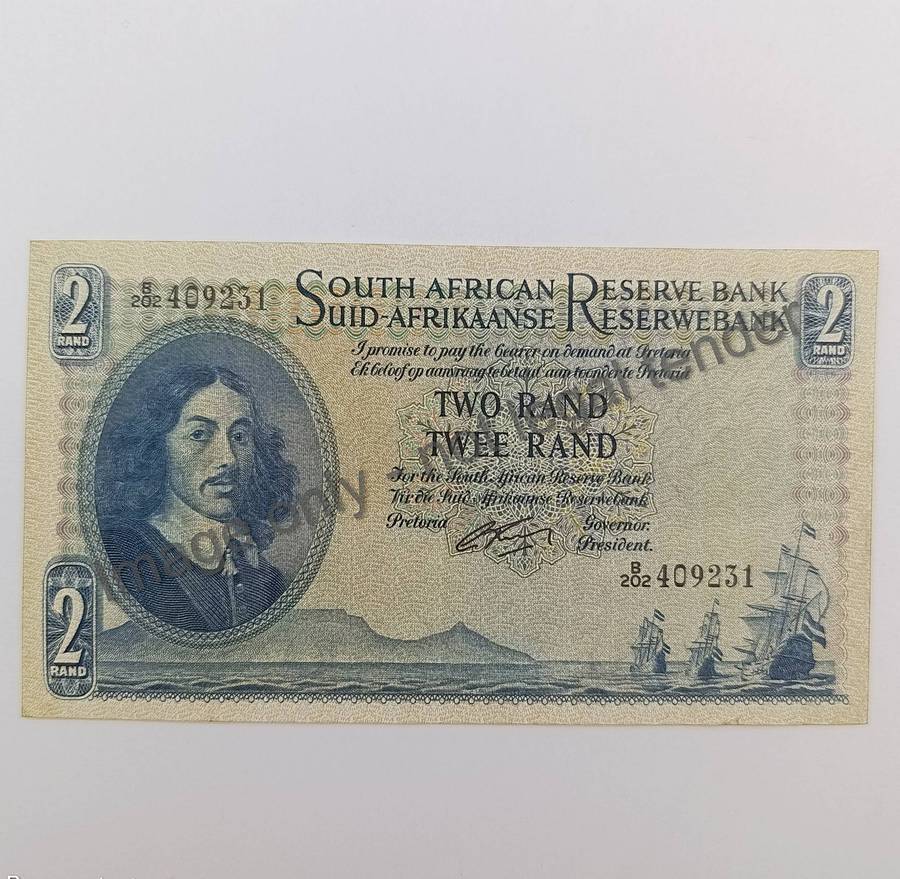 2
RAND
B
202 409231
SOUTH AFRICAN RESERVE BANK
SUID-AFRIKAANSE RESERWEBANK
2
RAND
I promise to pay the bearer on demand at Pretoria
Ek beloof op aanvraag te betaal aan toonder te Pretoria
TWO RAND
TWEE RAND
For the South African Reserve Bank
Vir die Suid-Afrikaanse Reserwebank
Pretoria
Governor.
President.
B
202 409231
2
RAND
Image only